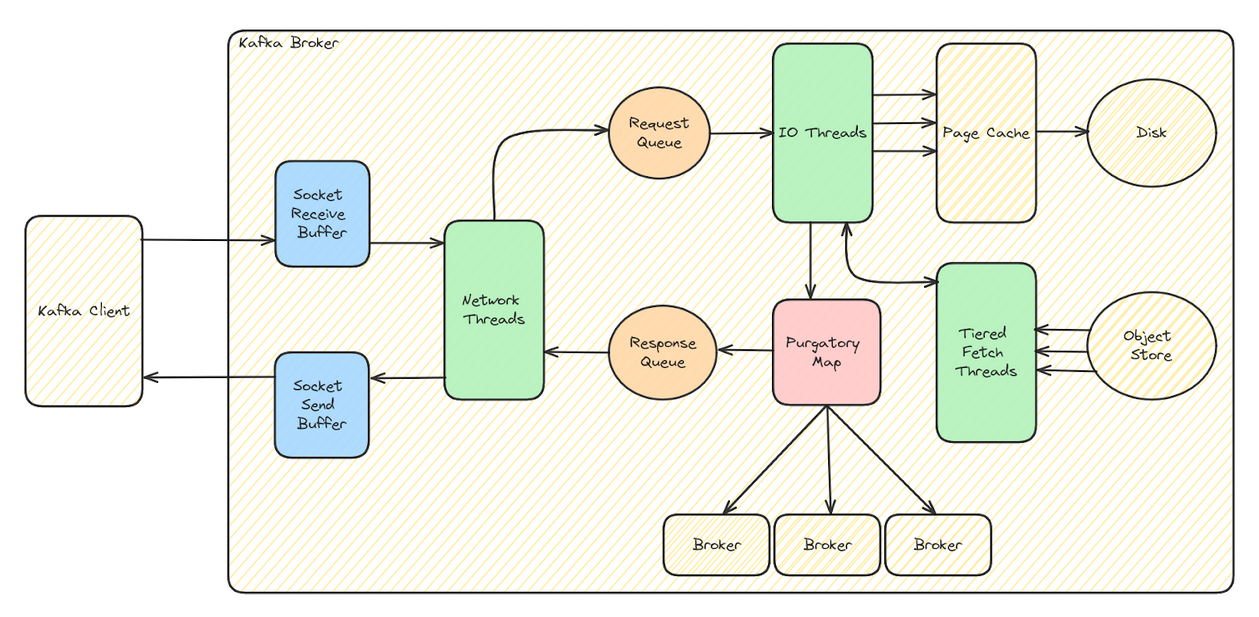 Kafka Broker
Request
Queue
IO Threads
Page Cache
Disk
Socket
Receive
Buffer
Kafka Client
Network
Threads
Response
Queue
Purgatory
Map
Tiered
Fetch
Threads
Object
Store
Socket
Send
Buffer
Broker
Broker
Broker